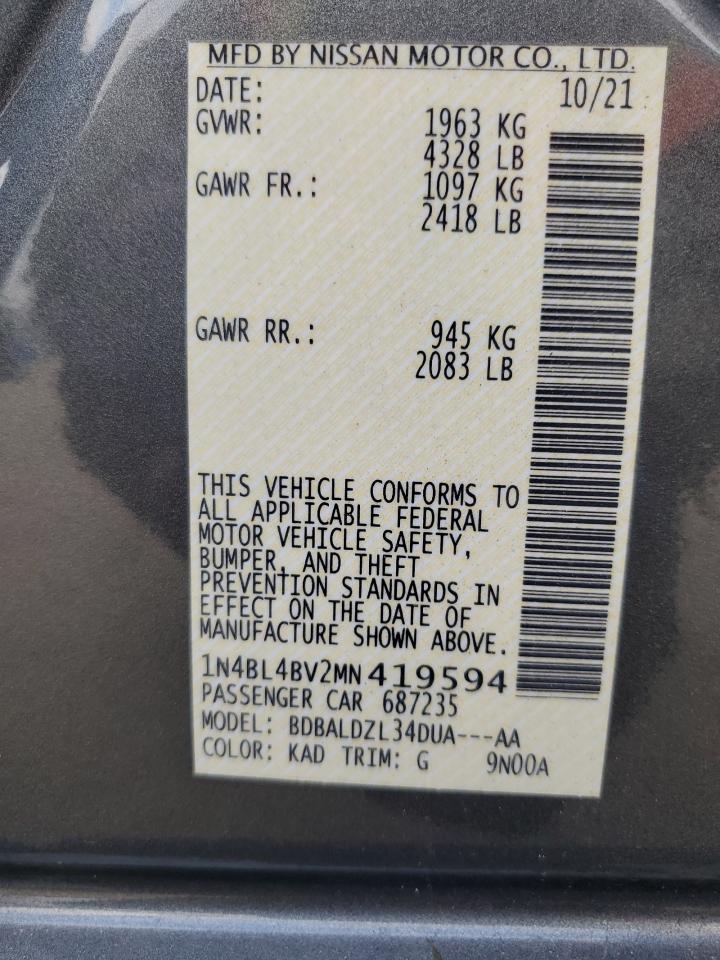 MFD BY NISSAN MOTOR CO., LTD.
DATE: 10/21
GVWR: 1963 KG
4328 LB
GAWR FR.: 1097 KG
2418 LB
GAWR RR.: 945 KG
2083 LB
THIS VEHICLE CONFORMS TO
ALL APPLICABLE FEDERAL
MOTOR VEHICLE SAFETY,
BUMPER, AND THEFT
PREVENTION STANDARDS IN
EFFECT ON THE DATE OF
MANUFACTURE SHOWN ABOVE.
1N4BL4BV2MN419594
PASSENGER CAR 687235
MODEL: BDBALDZL34DUA---AA
COLOR: KAD TRIM: G 9N00A